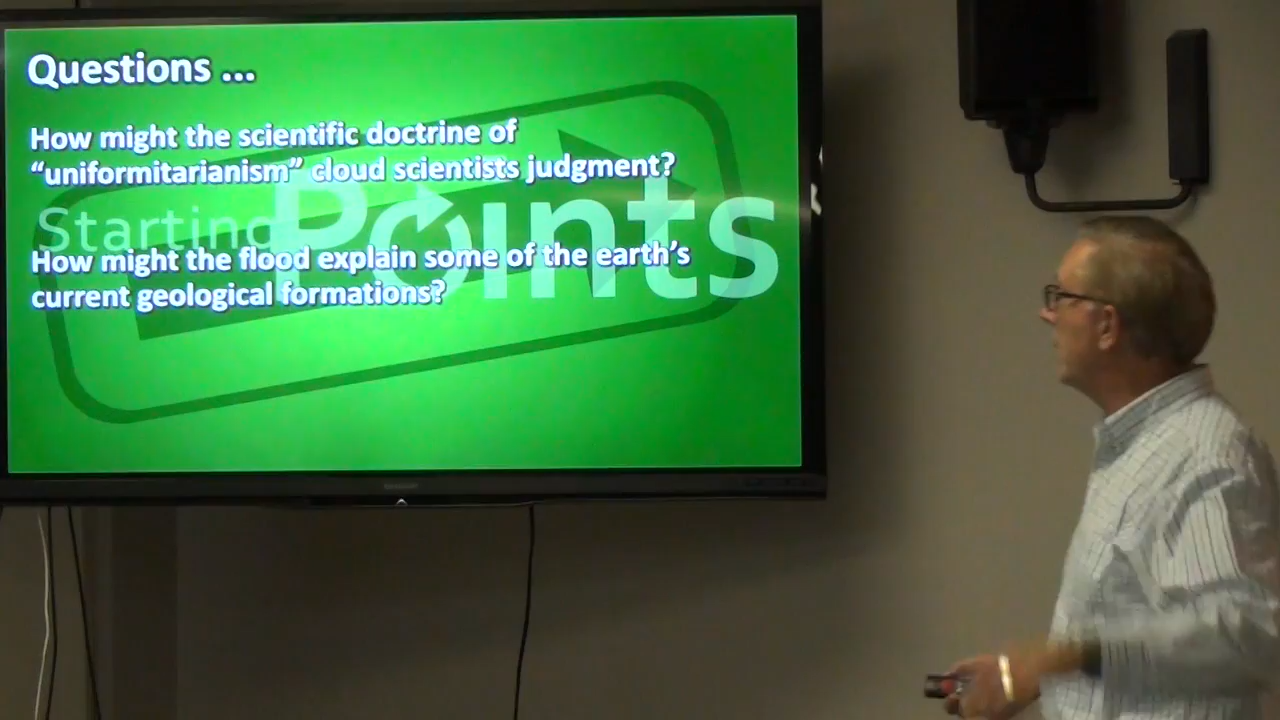 Questions ...
How might the scientific doctrine of
“uniformitarianism” cloud scientists judgment?
Starting Points
How might the flood explain some of the earth’s
current geological formations?